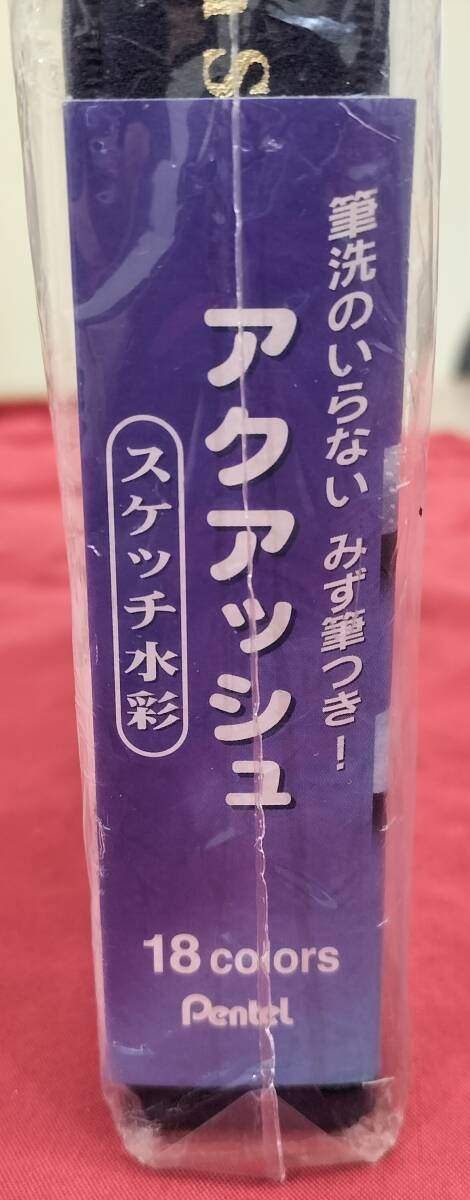 筆洗のいらない みず筆つき!
アクアッシュ
スケッチ水彩
18 colors
Pentel